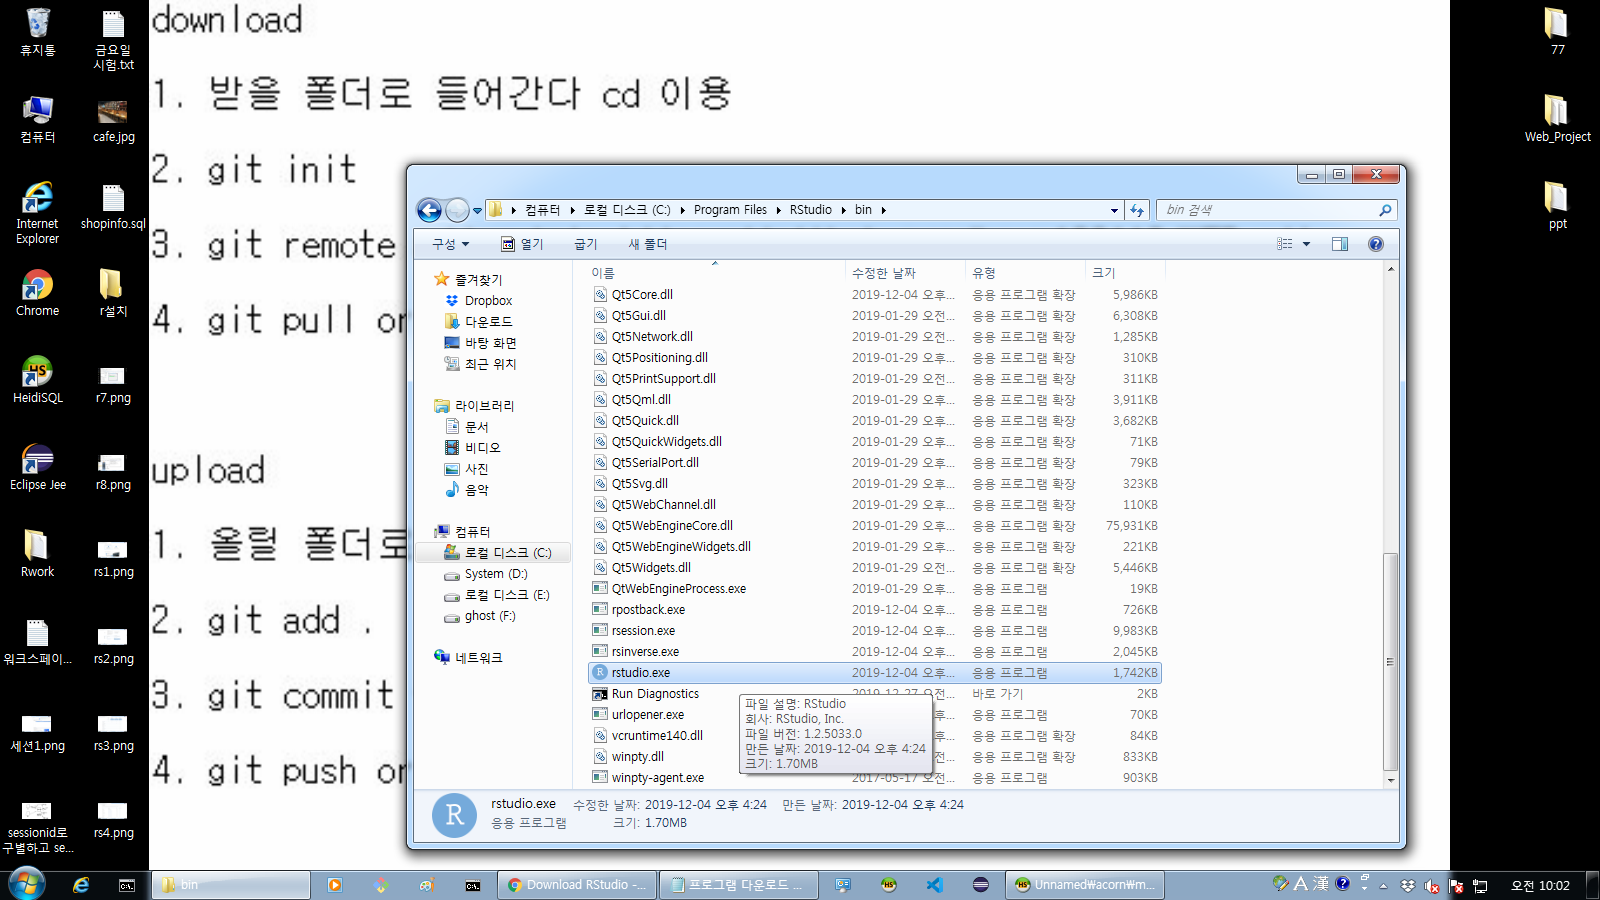 download
1. 받을 폴더로 들어간다 cd 이용
2. git init
3. git remote
4. git pull or
upload
1. 올릴 폴더로
2. git add .
3. git commit
4. git push or
휴지통
금요일
시험.txt
컴퓨터
cafe.jpg
Internet
Explorer
shopinfo.sql
Chrome
r설치
HeidiSQL
r7.png
Eclipse Jee
r8.png
Rwork
rs1.png
워크스페이...
rs2.png
세션1.png
rs3.png
sessionid로
구별하고 se...
rs4.png
77
Web_Project
ppt
컴퓨터 로컬 디스크 (C:) Program Files RStudio bin
bin 검색
구성 열기 굽기 새 폴더
즐겨찾기
Dropbox
다운로드
바탕 화면
최근 위치
라이브러리
문서
비디오
사진
음악
컴퓨터
로컬 디스크 (C:)
System (D:)
로컬 디스크 (E:)
ghost (F:)
네트워크
이름 수정한 날짜 유형 크기
Qt5Core.dll 2019-12-04 오후... 응용 프로그램 확장 5,986KB
Qt5Gui.dll 2019-01-29 오전... 응용 프로그램 확장 6,308KB
Qt5Network.dll 2019-01-29 오전... 응용 프로그램 확장 1,285KB
Qt5Positioning.dll 2019-01-29 오후... 응용 프로그램 확장 310KB
Qt5PrintSupport.dll 2019-01-29 오전... 응용 프로그램 확장 311KB
Qt5Qml.dll 2019-01-29 오후... 응용 프로그램 확장 3,911KB
Qt5Quick.dll 2019-01-29 오후... 응용 프로그램 확장 3,682KB
Qt5QuickWidgets.dll 2019-01-29 오후... 응용 프로그램 확장 71KB
Qt5SerialPort.dll 2019-01-29 오후... 응용 프로그램 확장 79KB
Qt5Svg.dll 2019-01-29 오후... 응용 프로그램 확장 323KB
Qt5WebChannel.dll 2019-01-29 오후... 응용 프로그램 확장 110KB
Qt5WebEngineCore.dll 2019-01-29 오후... 응용 프로그램 확장 75,931KB
Qt5WebEngineWidgets.dll 2019-01-29 오후... 응용 프로그램 확장 221KB
Qt5Widgets.dll 2019-01-29 오전... 응용 프로그램 확장 5,446KB
QtWebEngineProcess.exe 2019-01-29 오후... 응용 프로그램 19KB
rpostback.exe 2019-12-04 오후... 응용 프로그램 726KB
rsession.exe 2019-12-04 오후... 응용 프로그램 9,983KB
rsinverse.exe 2019-12-04 오후... 응용 프로그램 2,045KB
rstudio.exe 2019-12-04 오후... 응용 프로그램 1,742KB
Run Diagnostics 2019-12-27 오전... 바로 가기 2KB
urlopener.exe 응용 프로그램 70KB
vcruntime140.dll 응용 프로그램 확장 84KB
winpty.dll 응용 프로그램 확장 833KB
winpty-agent.exe 2017-05-17 오전... 응용 프로그램 903KB
파일 설명: RStudio
회사: RStudio, Inc.
파일 버전: 1.2.5033.0
만든 날짜: 2019-12-04 오후 4:24
크기: 1.70MB
R
rstudio.exe 수정한 날짜: 2019-12-04 오후 4:24 만든 날짜: 2019-12-04 오후 4:24
응용 프로그램 크기: 1.70MB
bin
Download RStudio -...
프로그램 다운로드 ...
Unnamed\acorn\m...
A 漢
오전 10:02